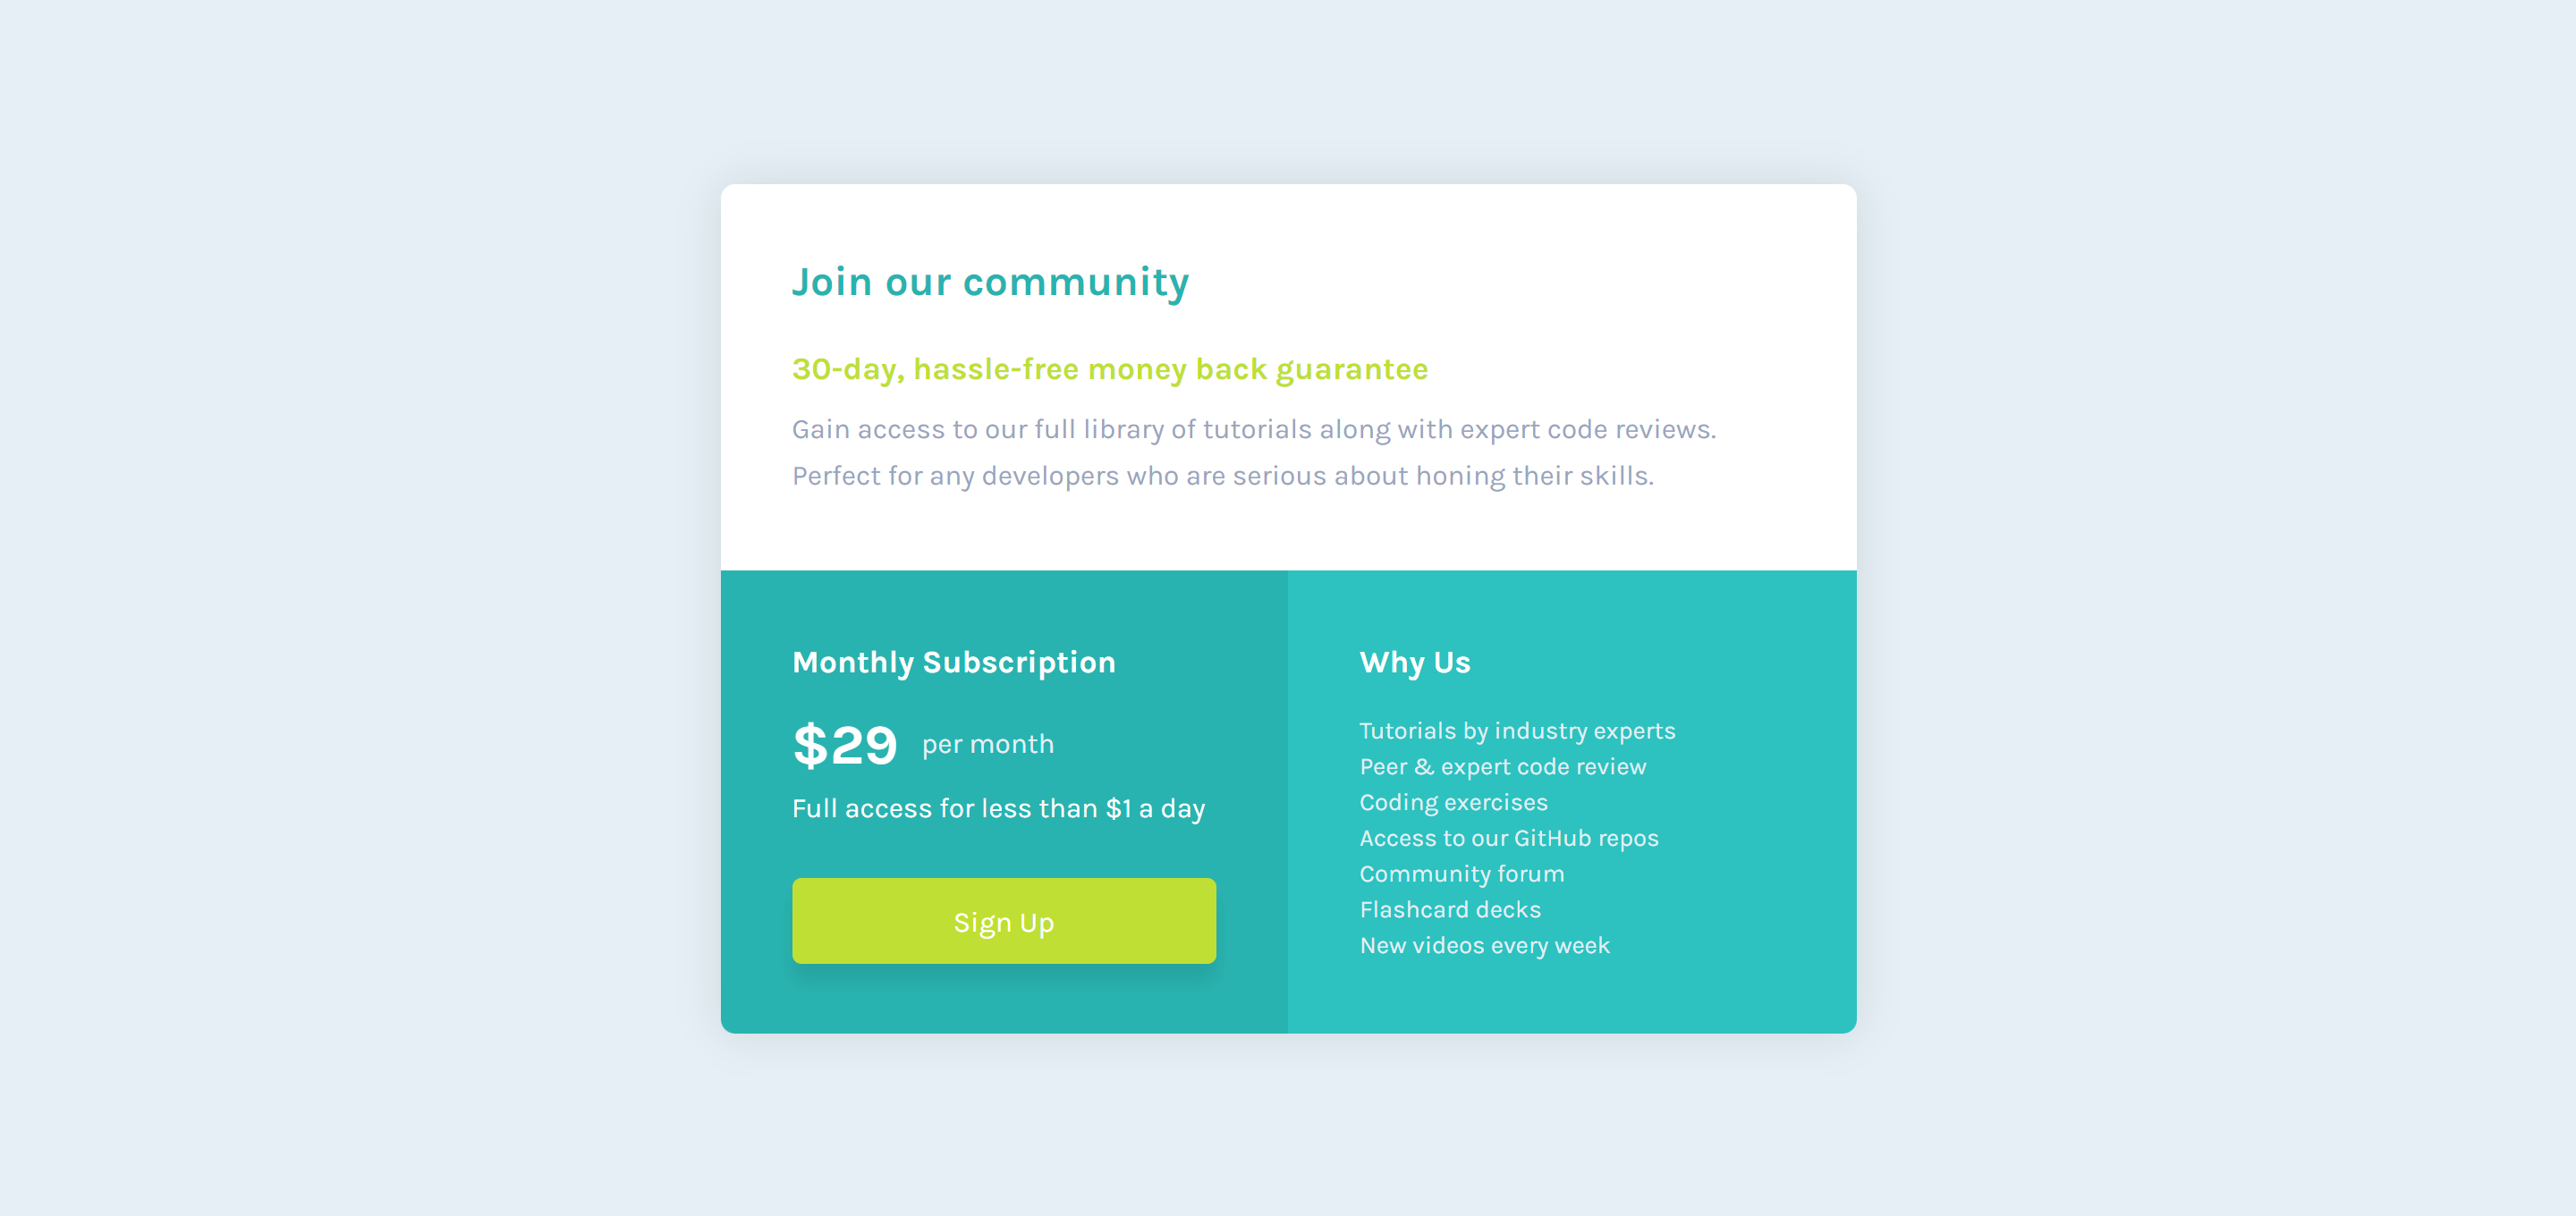 Join our community
30-day, hassle-free money back guarantee
Gain access to our full library of tutorials along with expert code reviews.
Perfect for any developers who are serious about honing their skills.
Monthly Subscription
$29 per month
Full access for less than $1 a day
Sign Up
Why Us
Tutorials by industry experts
Peer & expert code review
Coding exercises
Access to our GitHub repos
Community forum
Flashcard decks
New videos every week